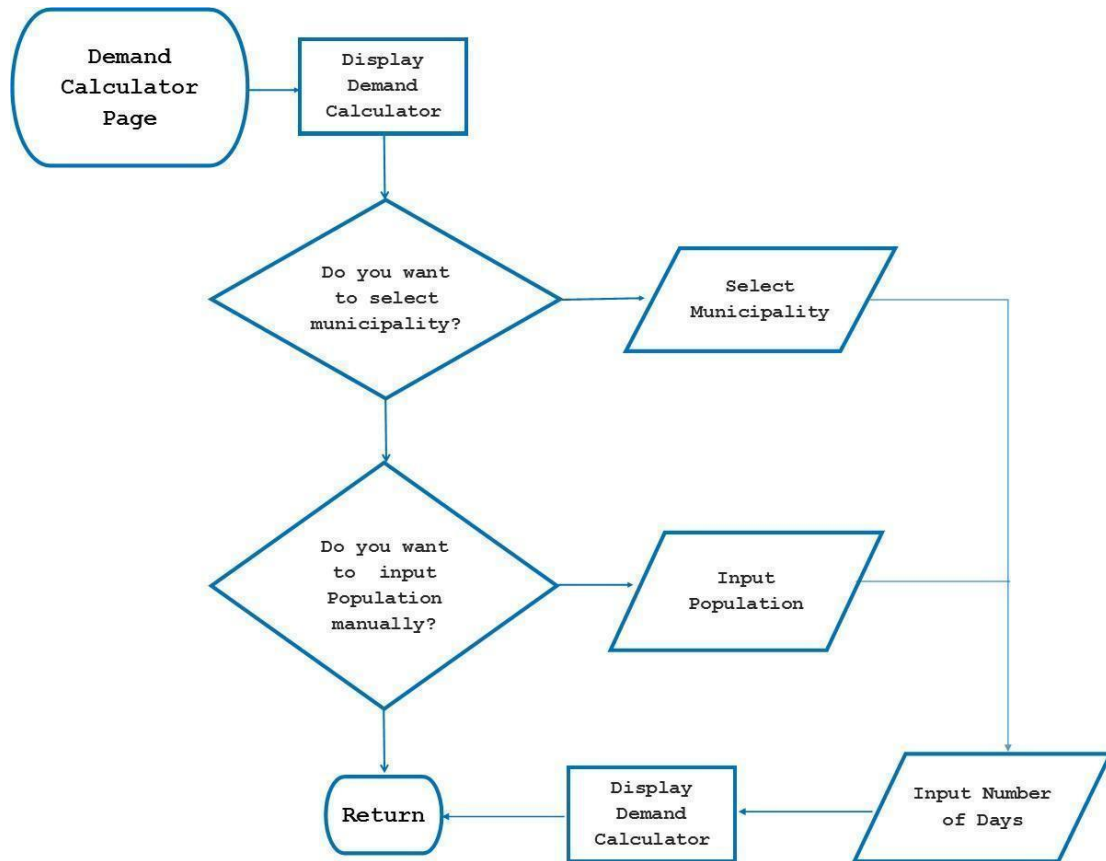 Demand
Calculator
Page
Display
Demand
Calculator
Do you want
to select
municipality?
Select
Municipality
Do you want
to input
Population
manually?
Input
Population
Return
Display
Demand
Calculator
Input Number
of Days